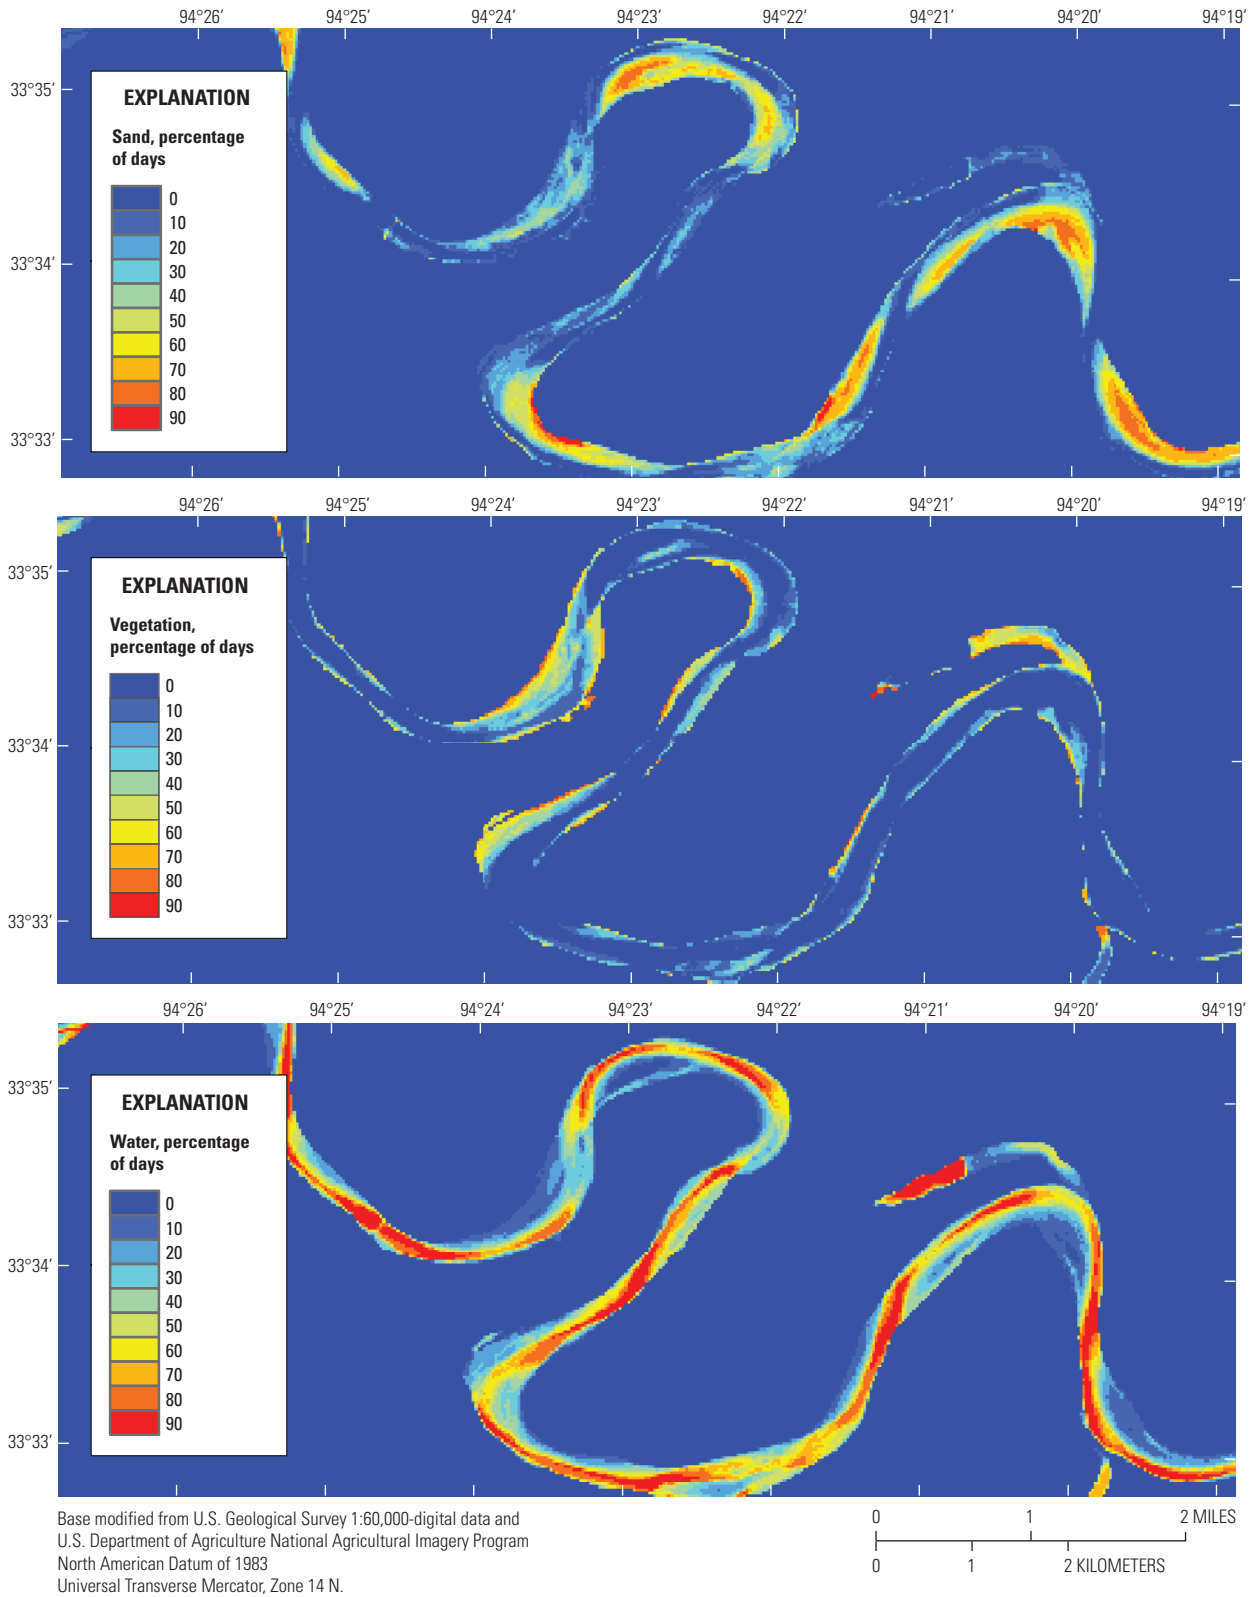 94°26′ 94°25′ 94°24′ 94°23′ 94°22′ 94°21′ 94°20′ 94°19′
33°35′
33°34′
33°33′
EXPLANATION
Sand, percentage
of days
0
10
20
30
40
50
60
70
80
90
94°26′ 94°25′ 94°24′ 94°23′ 94°22′ 94°21′ 94°20′ 94°19′
33°35′
33°34′
33°33′
EXPLANATION
Vegetation,
percentage of days
0
10
20
30
40
50
60
70
80
90
94°26′ 94°25′ 94°24′ 94°23′ 94°22′ 94°21′ 94°20′ 94°19′
33°35′
33°34′
33°33′
EXPLANATION
Water, percentage
of days
0
10
20
30
40
50
60
70
80
90
Base modified from U.S. Geological Survey 1:60,000-digital data and
U.S. Department of Agriculture National Agricultural Imagery Program
North American Datum of 1983
Universal Transverse Mercator, Zone 14 N.
0 1 2 MILES
0 1 2 KILOMETERS